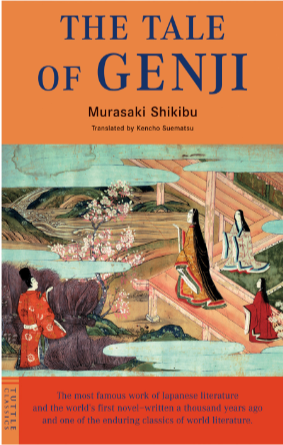 THE TALE
OF GENJI
Murasaki Shikibu
Translated by Kencho Suematsu
TUTTLE
CLASSICS
The most famous work of Japanese literature
and the world's first novel–written a thousand years ago
and one of the enduring classics of world literature.